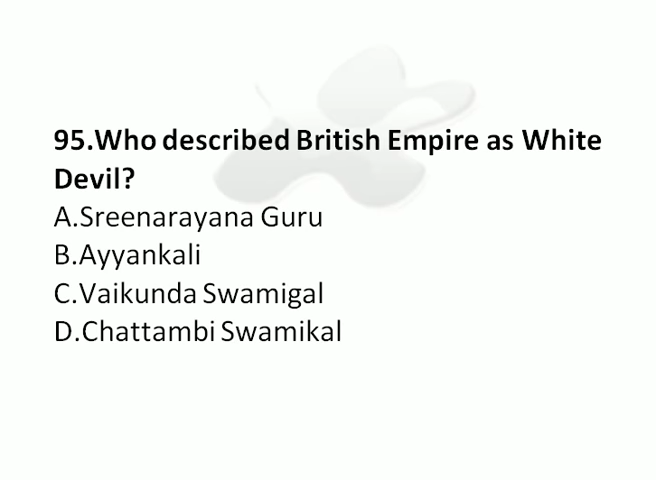 95.Who described British Empire as White
Devil?
A.Sreenarayana Guru
B.Ayyankali
C.Vaikunda Swamigal
D.Chattambi Swamikal